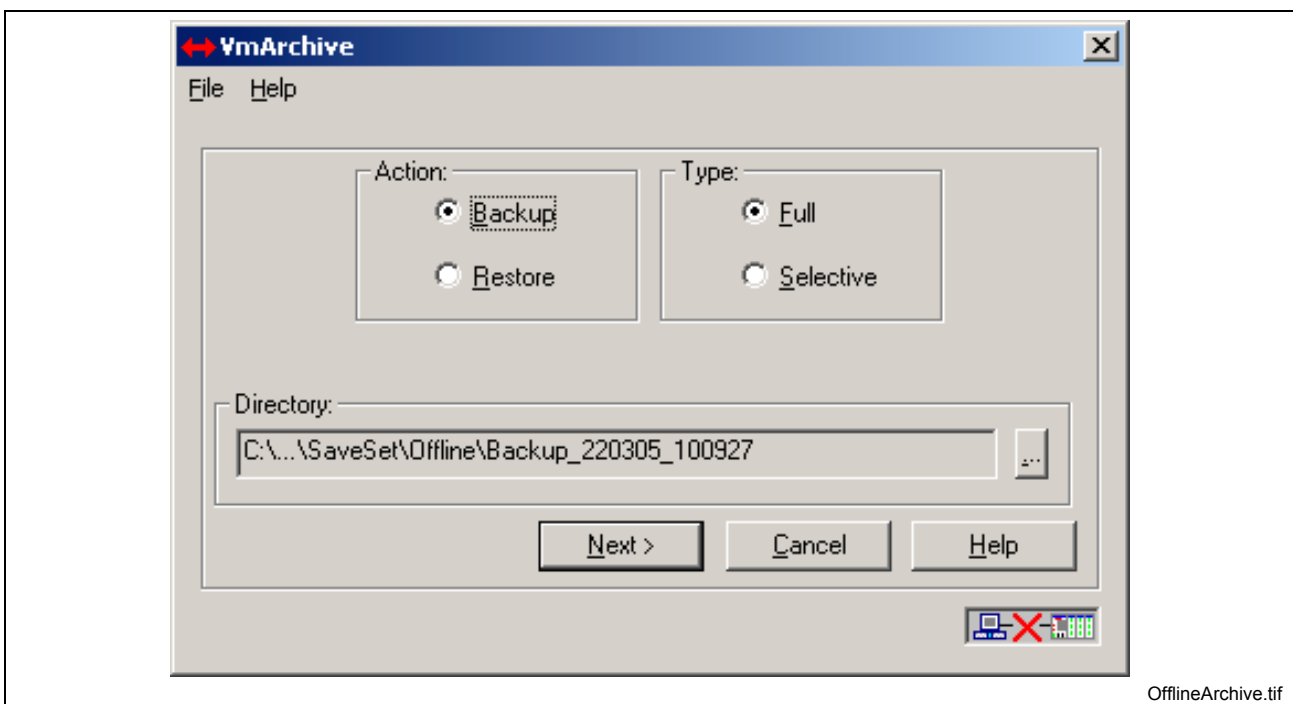 VmArchive
File Help
Action: Type:
Backup Full
Restore Selective
Directory:
C:\...\SaveSet\Offline\Backup_220305_100927 ...
Next > Cancel Help
OfflineArchive.tif